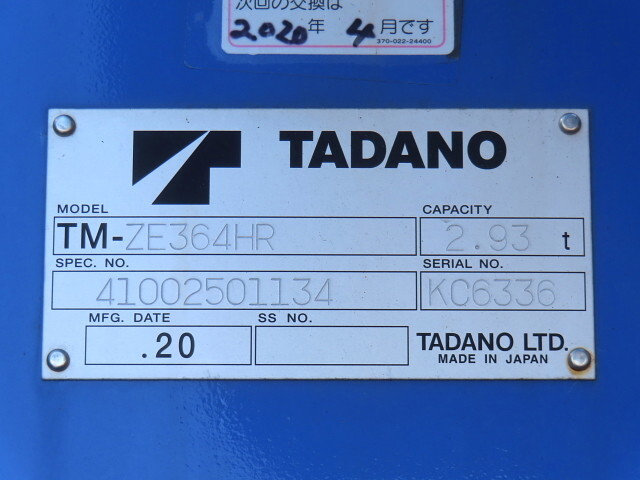 次回の交換は
2020年 4月です
370-022-24400
TADANO
MODEL CAPACITY
TM-ZE364HR 2.93 t
SPEC. NO. SERIAL NO.
41002501134 KC6336
MFG. DATE SS NO.
.20 TADANO LTD.
MADE IN JAPAN